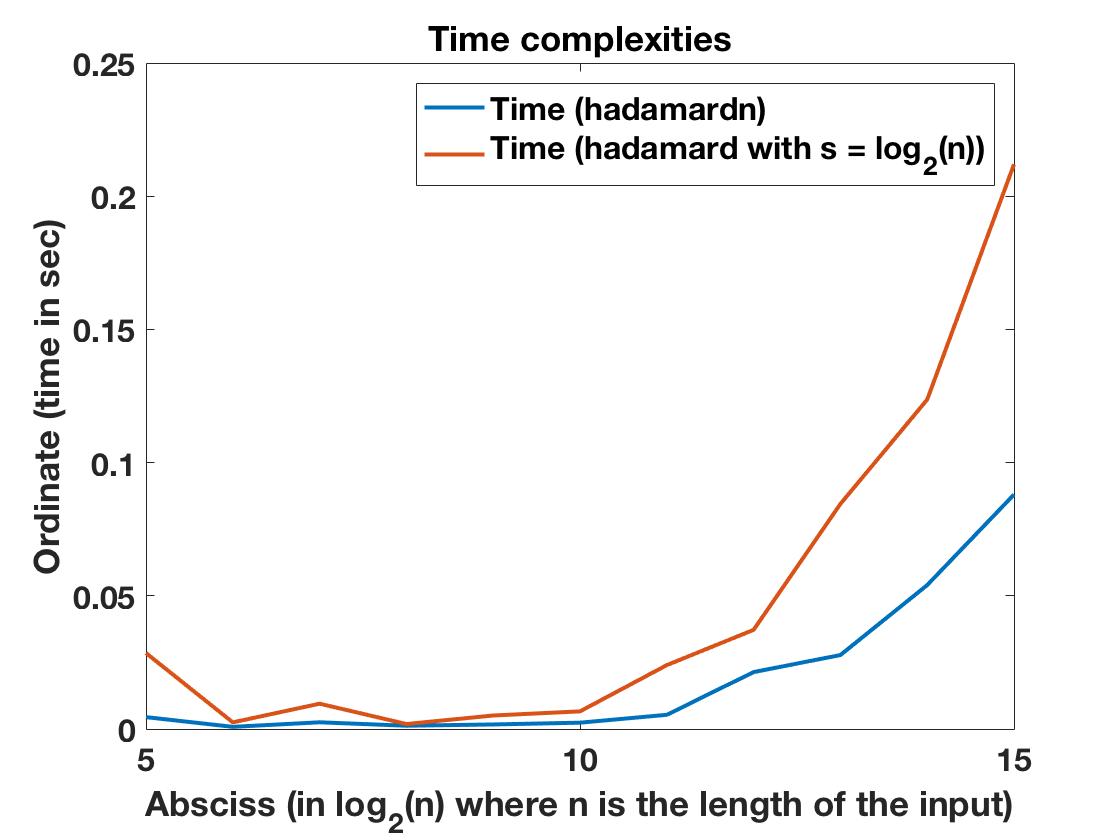 Time complexities
0.25
0.2
0.15
0.1
0.05
0
Ordinate (time in sec)
Time (hadamardn)
Time (hadamard with s = log₂(n))
5
10
15
Absciss (in log₂(n) where n is the length of the input)